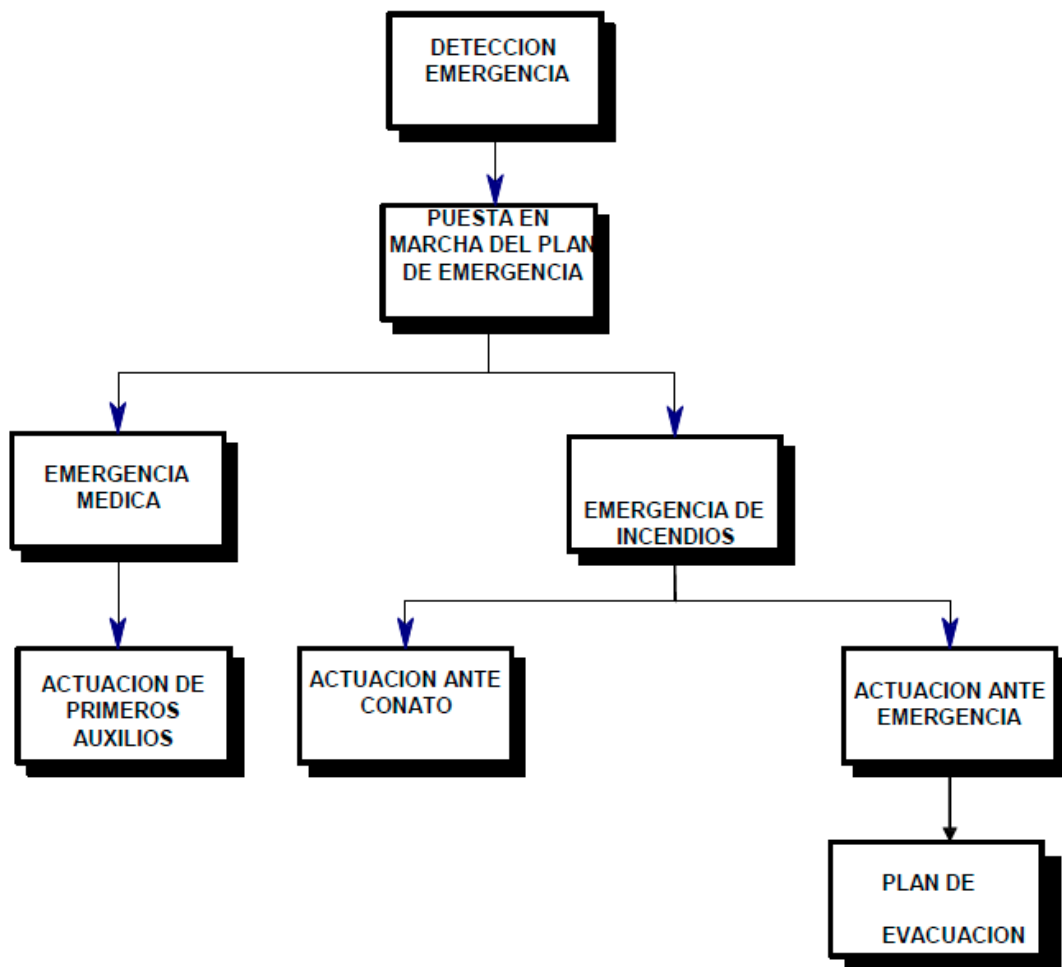 DETECCION
EMERGENCIA
PUESTA EN
MARCHA DEL PLAN
DE EMERGENCIA
EMERGENCIA
MEDICA
EMERGENCIA DE
INCENDIOS
ACTUACION DE
PRIMEROS
AUXILIOS
ACTUACION ANTE
CONATO
ACTUACION ANTE
EMERGENCIA
PLAN DE
EVACUACION